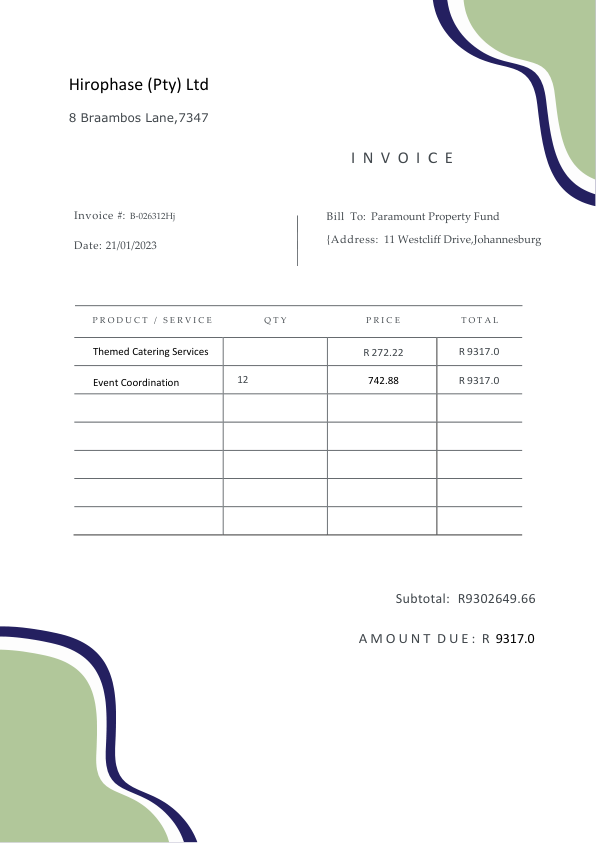 Hirophase (Pty) Ltd
8 Braambos Lane,7347
INVOICE
Invoice #: B-026312Hj
Date: 21/01/2023
Bill To: Paramount Property Fund
{Address: 11 Westcliff Drive,Johannesburg
PRODUCT / SERVICE QTY PRICE TOTAL
Themed Catering Services R 272.22 R 9317.0
Event Coordination 12 742.88 R 9317.0
Subtotal: R9302649.66
AMOUNT DUE: R 9317.0